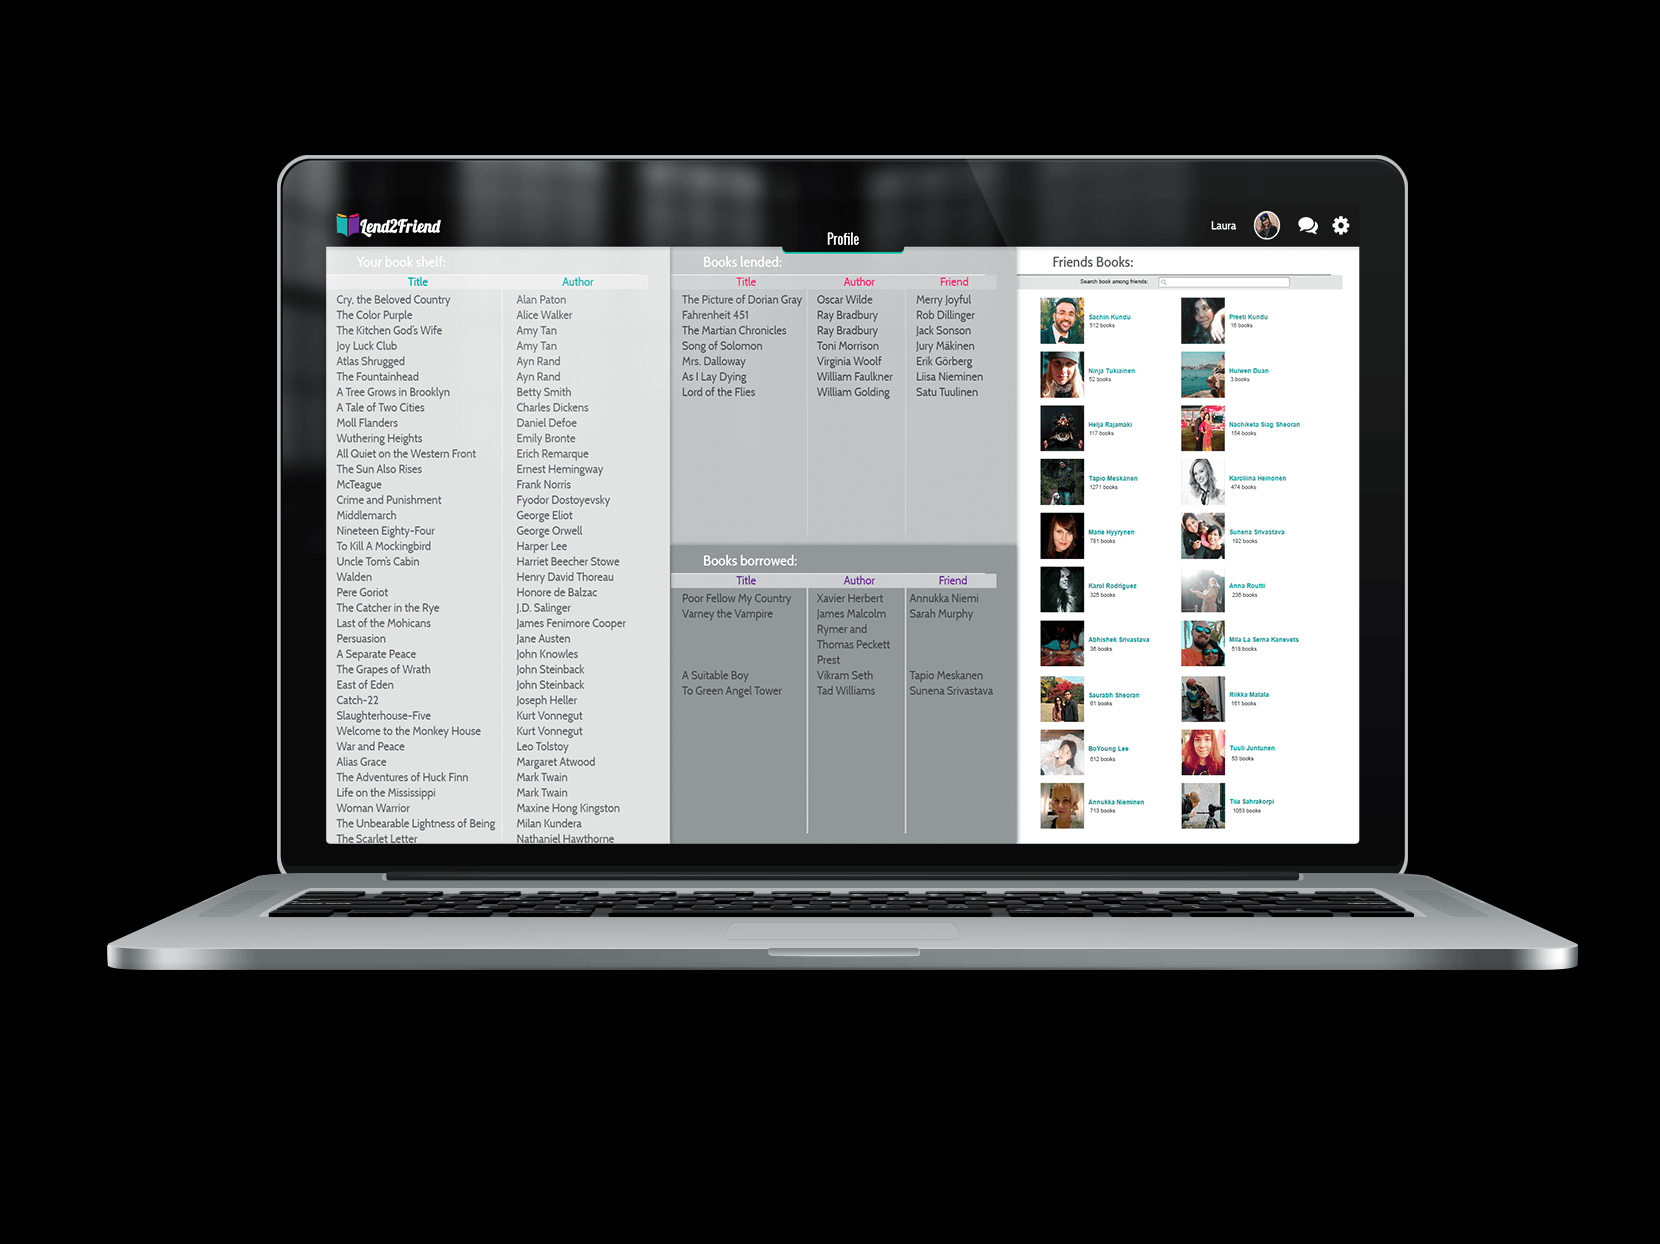 Lend2Friend
Laura
Profile
Your book shelf:
Title Author
Cry, the Beloved Country Alan Paton
The Color Purple Alice Walker
The Kitchen God's Wife Amy Tan
Joy Luck Club Amy Tan
Atlas Shrugged Ayn Rand
The Fountainhead Ayn Rand
A Tree Grows in Brooklyn Betty Smith
A Tale of Two Cities Charles Dickens
Moll Flanders Daniel Defoe
Wuthering Heights Emily Bronte
All Quiet on the Western Front Erich Remarque
The Sun Also Rises Ernest Hemingway
McTeague Frank Norris
Crime and Punishment Fyodor Dostoyevsky
Middlemarch George Eliot
Nineteen Eighty-Four George Orwell
To Kill A Mockingbird Harper Lee
Uncle Tom's Cabin Harriet Beecher Stowe
Walden Henry David Thoreau
Pere Goriot Honore de Balzac
The Catcher in the Rye J.D. Salinger
Last of the Mohicans James Fenimore Cooper
Persuasion Jane Austen
A Separate Peace John Knowles
The Grapes of Wrath John Steinback
East of Eden John Steinback
Catch-22 Joseph Heller
Slaughterhouse-Five Kurt Vonnegut
Welcome to the Monkey House Kurt Vonnegut
War and Peace Leo Tolstoy
Alias Grace Margaret Atwood
The Adventures of Huck Finn Mark Twain
Life on the Mississippi Mark Twain
Woman Warrior Maxine Hong Kingston
The Unbearable Lightness of Being Milan Kundera
The Scarlet Letter Nathaniel Hawthorne
Books lended:
Title Author Friend
The Picture of Dorian Gray Oscar Wilde Merry Joyful
Fahrenheit 451 Ray Bradbury Rob Dillinger
The Martian Chronicles Ray Bradbury Jack Sonson
Song of Solomon Toni Morrison Jury Mäkinen
Mrs. Dalloway Virginia Woolf Erik Görberg
As I Lay Dying William Faulkner Liisa Nieminen
Lord of the Flies William Golding Satu Tuulinen
Books borrowed:
Title Author Friend
Poor Fellow My Country Xavier Herbert Annukka Niemi
Varney the Vampire James Malcolm Sarah Murphy
Rymer and
Thomas Peckett
Prest
A Suitable Boy Vikram Seth Tapio Meskanen
To Green Angel Tower Tad Williams Sunena Srivastava
Friends Books:
Search book among friends:
Sachin Kundu Preeti Kundu
512 books 16 books
Ninja Tukiainen Huiwen Duan
52 books 3 books
Heljä Rajamäki Nachiketa Siag Sheoran
117 books 154 books
Tapio Meskanen Karoliina Heinonen
1271 books 474 books
Marie Hyyrynen Sunena Srivastava
781 books 192 books
Karol Rodriguez Anna Routti
325 books 236 books
Abhishek Srivastava Mila La Serna Kanevets
36 books 518 books
Saurabh Sheoran Riikka Matala
61 books 161 books
BoYoung Lee Tuuli Juntunen
612 books 53 books
Annukka Nieminen Tiia Sahrakorpi
713 books 1053 books